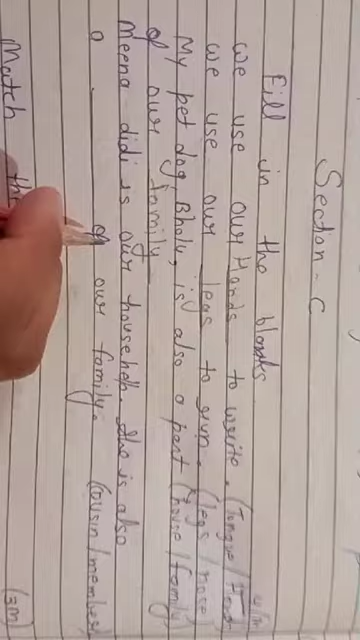 Section - C
Fill in the blanks
we use our Hands to write. (Tongue /
we use our legs to run. (legs / nose)
My pet dog, Bholu, is also a part (house / family)
of our family
Meena didi is our househelp. She is also
a of our family. (cousin / member)
Match the (3m)